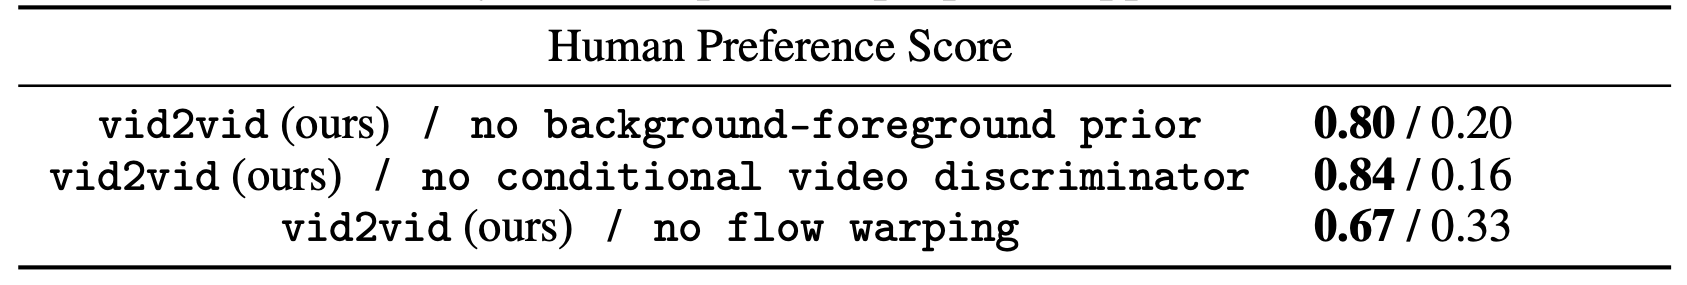 Human Preference Score
vid2vid (ours) / no background-foreground prior 0.80 / 0.20
vid2vid (ours) / no conditional video discriminator 0.84 / 0.16
vid2vid (ours) / no flow warping 0.67 / 0.33